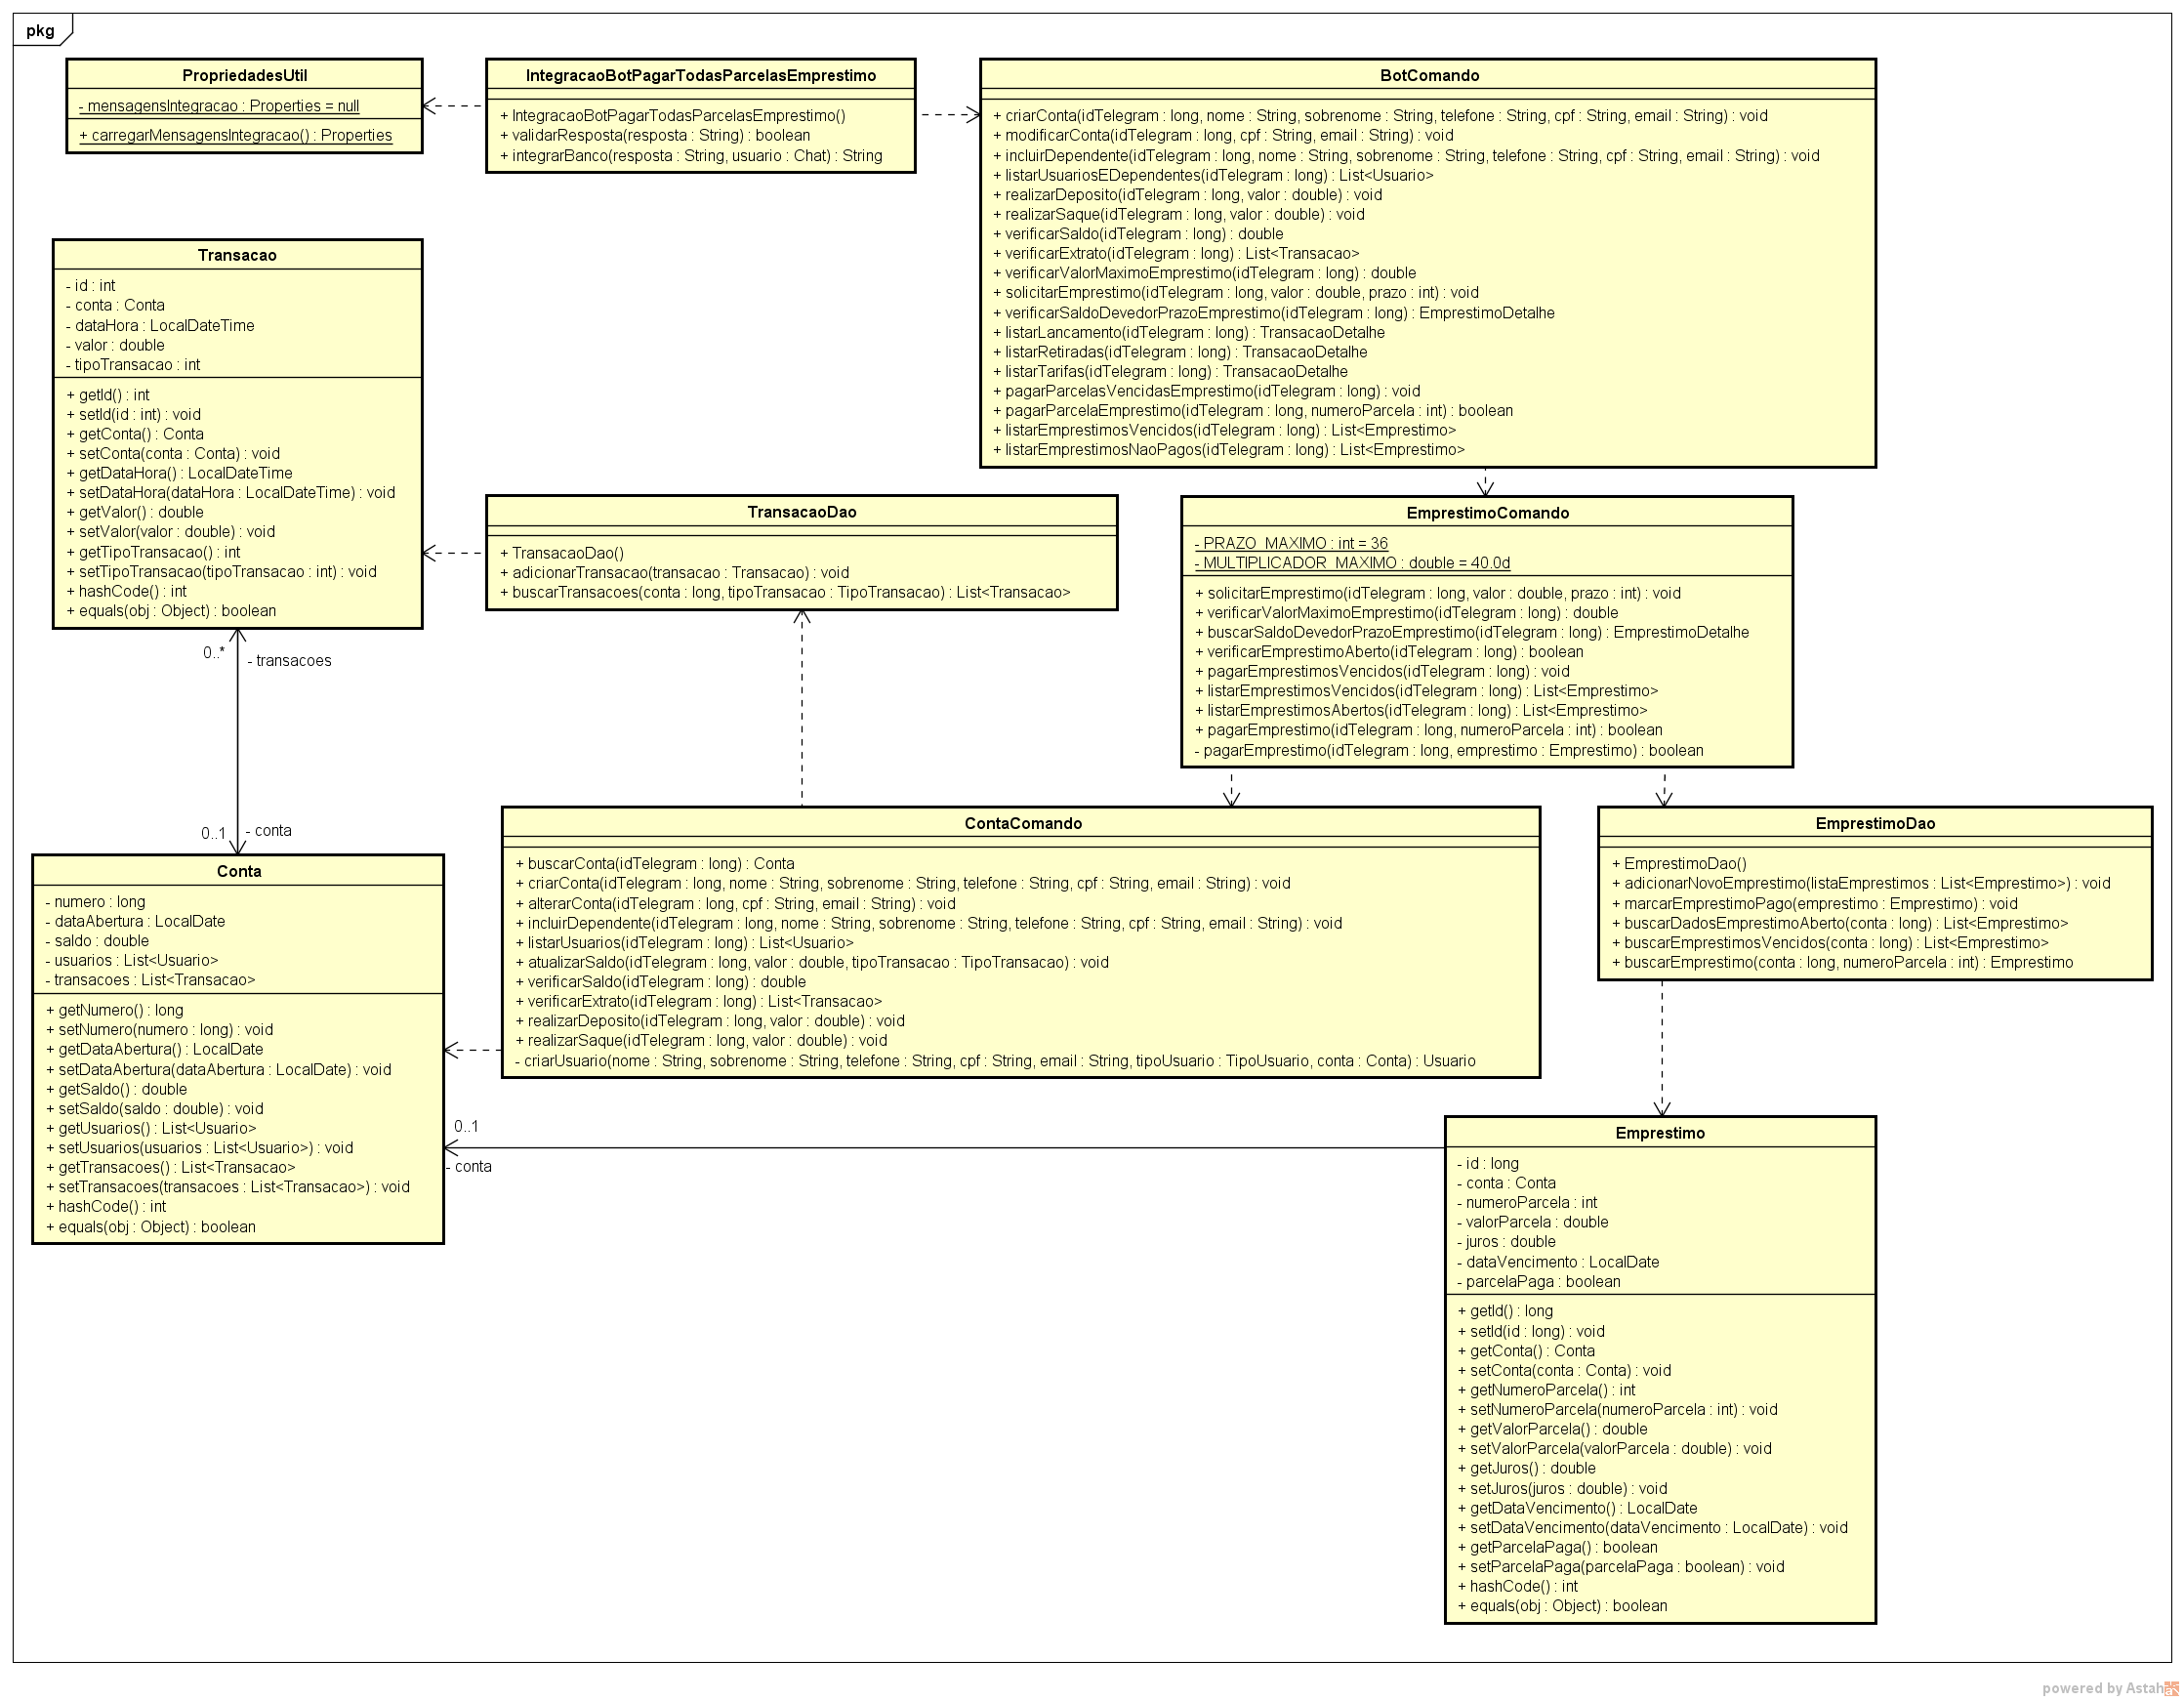 pkg
PropriedadesUtil
- mensagensIntegracao : Properties = null
+ carregarMensagensIntegracao() : Properties
IntegracaoBotPagarTodasParcelasEmprestimo
+ IntegracaoBotPagarTodasParcelasEmprestimo()
+ validarResposta(resposta : String) : boolean
+ integrarBanco(resposta : String, usuario : Chat) : String
BotComando
+ criarConta(idTelegram : long, nome : String, sobrenome : String, telefone : String, cpf : String, email : String) : void
+ modificarConta(idTelegram : long, cpf : String, email : String) : void
+ incluirDependente(idTelegram : long, nome : String, sobrenome : String, telefone : String, cpf : String, email : String) : void
+ listarUsuariosEDependentes(idTelegram : long) : List<Usuario>
+ realizarDeposito(idTelegram : long, valor : double) : void
+ realizarSaque(idTelegram : long, valor : double) : void
+ verificarSaldo(idTelegram : long) : double
+ verificarExtrato(idTelegram : long) : List<Transacao>
+ verificarValorMaximoEmprestimo(idTelegram : long) : double
+ solicitarEmprestimo(idTelegram : long, valor : double, prazo : int) : void
+ verificarSaldoDevedorPrazoEmprestimo(idTelegram : long) : EmprestimoDetalhe
+ listarLancamento(idTelegram : long) : TransacaoDetalhe
+ listarRetiradas(idTelegram : long) : TransacaoDetalhe
+ listarTarifas(idTelegram : long) : TransacaoDetalhe
+ pagarParcelasVencidasEmprestimo(idTelegram : long) : void
+ pagarParcelaEmprestimo(idTelegram : long, numeroParcela : int) : boolean
+ listarEmprestimosVencidos(idTelegram : long) : List<Emprestimo>
+ listarEmprestimosNaoPagos(idTelegram : long) : List<Emprestimo>
Transacao
- id : int
- conta : Conta
- dataHora : LocalDateTime
- valor : double
- tipoTransacao : int
+ getId() : int
+ setId(id : int) : void
+ getConta() : Conta
+ setConta(conta : Conta) : void
+ getDataHora() : LocalDateTime
+ setDataHora(dataHora : LocalDateTime) : void
+ getValor() : double
+ setValor(valor : double) : void
+ getTipoTransacao() : int
+ setTipoTransacao(tipoTransacao : int) : void
+ hashCode() : int
+ equals(obj : Object) : boolean
TransacaoDao
+ TransacaoDao()
+ adicionarTransacao(transacao : Transacao) : void
+ buscarTransacoes(conta : long, tipoTransacao : TipoTransacao) : List<Transacao>
EmprestimoComando
- PRAZO_MAXIMO : int = 36
- MULTIPLICADOR_MAXIMO : double = 40.0d
+ solicitarEmprestimo(idTelegram : long, valor : double, prazo : int) : void
+ verificarValorMaximoEmprestimo(idTelegram : long) : double
+ buscarSaldoDevedorPrazoEmprestimo(idTelegram : long) : EmprestimoDetalhe
+ verificarEmprestimoAberto(idTelegram : long) : boolean
+ pagarEmprestimosVencidos(idTelegram : long) : void
+ listarEmprestimosVencidos(idTelegram : long) : List<Emprestimo>
+ listarEmprestimosAbertos(idTelegram : long) : List<Emprestimo>
+ pagarEmprestimo(idTelegram : long, numeroParcela : int) : boolean
- pagarEmprestimo(idTelegram : long, emprestimo : Emprestimo) : boolean
0..*
- transacoes
0..1
- conta
Conta
- numero : long
- dataAbertura : LocalDate
- saldo : double
- usuarios : List<Usuario>
- transacoes : List<Transacao>
+ getNumero() : long
+ setNumero(numero : long) : void
+ getDataAbertura() : LocalDate
+ setDataAbertura(dataAbertura : LocalDate) : void
+ getSaldo() : double
+ setSaldo(saldo : double) : void
+ getUsuarios() : List<Usuario>
+ setUsuarios(usuarios : List<Usuario>) : void
+ getTransacoes() : List<Transacao>
+ setTransacoes(transacoes : List<Transacao>) : void
+ hashCode() : int
+ equals(obj : Object) : boolean
ContaComando
+ buscarConta(idTelegram : long) : Conta
+ criarConta(idTelegram : long, nome : String, sobrenome : String, telefone : String, cpf : String, email : String) : void
+ alterarConta(idTelegram : long, cpf : String, email : String) : void
+ incluirDependente(idTelegram : long, nome : String, sobrenome : String, telefone : String, cpf : String, email : String) : void
+ listarUsuarios(idTelegram : long) : List<Usuario>
+ atualizarSaldo(idTelegram : long, valor : double, tipoTransacao : TipoTransacao) : void
+ verificarSaldo(idTelegram : long) : double
+ verificarExtrato(idTelegram : long) : List<Transacao>
+ realizarDeposito(idTelegram : long, valor : double) : void
+ realizarSaque(idTelegram : long, valor : double) : void
- criarUsuario(nome : String, sobrenome : String, telefone : String, cpf : String, email : String, tipoUsuario : TipoUsuario, conta : Conta) : Usuario
EmprestimoDao
+ EmprestimoDao()
+ adicionarNovoEmprestimo(listaEmprestimos : List<Emprestimo>) : void
+ marcarEmprestimoPago(emprestimo : Emprestimo) : void
+ buscarDadosEmprestimoAberto(conta : long) : List<Emprestimo>
+ buscarEmprestimosVencidos(conta : long) : List<Emprestimo>
+ buscarEmprestimo(conta : long, numeroParcela : int) : Emprestimo
0..1
- conta
Emprestimo
- id : long
- conta : Conta
- numeroParcela : int
- valorParcela : double
- juros : double
- dataVencimento : LocalDate
- parcelaPaga : boolean
+ getId() : long
+ setId(id : long) : void
+ getConta() : Conta
+ setConta(conta : Conta) : void
+ getNumeroParcela() : int
+ setNumeroParcela(numeroParcela : int) : void
+ getValorParcela() : double
+ setValorParcela(valorParcela : double) : void
+ getJuros() : double
+ setJuros(juros : double) : void
+ getDataVencimento() : LocalDate
+ setDataVencimento(dataVencimento : LocalDate) : void
+ getParcelaPaga() : boolean
+ setParcelaPaga(parcelaPaga : boolean) : void
+ hashCode() : int
+ equals(obj : Object) : boolean
powered by Astah